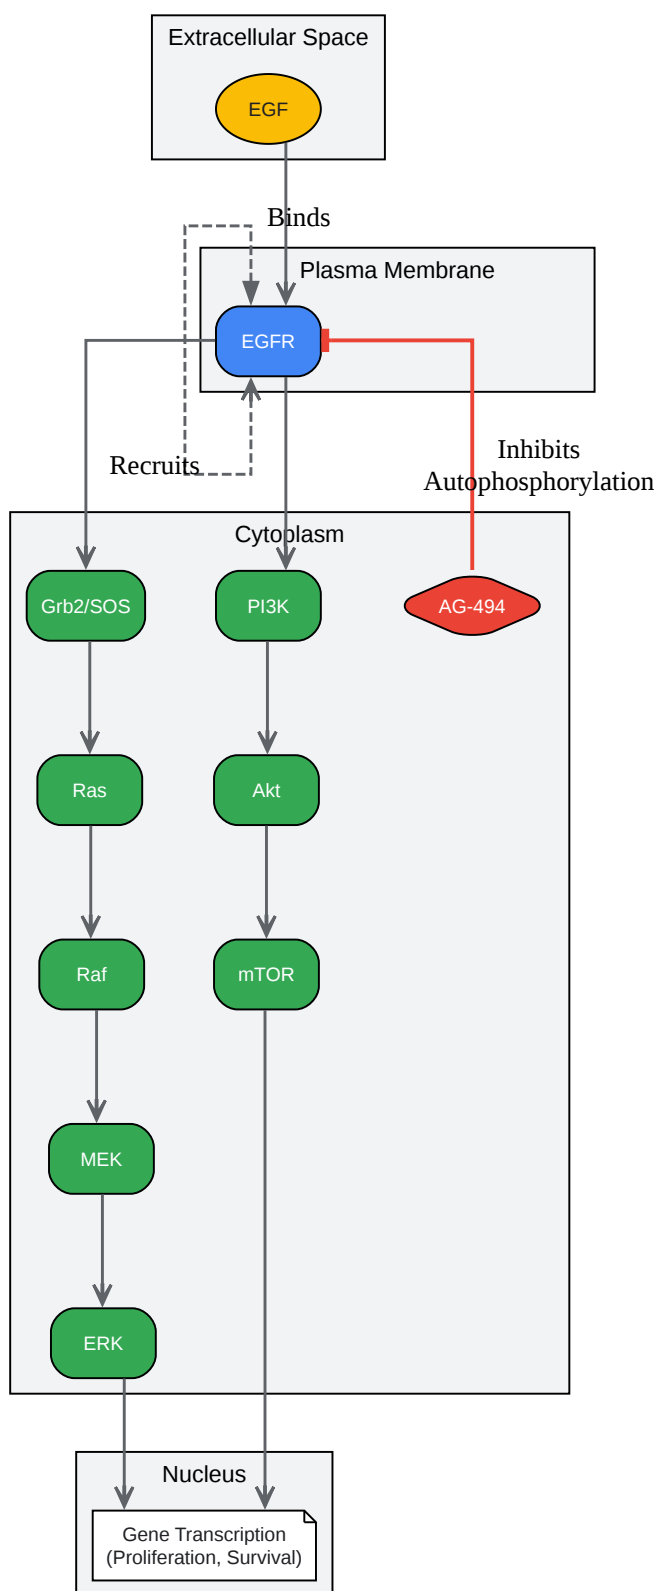 Extracellular Space
EGF
Binds
Plasma Membrane
EGFR
Recruits
Inhibits
Autophosphorylation
Cytoplasm
Grb2/SOS
PI3K
AG-494
Ras
Akt
Raf
mTOR
MEK
ERK
Nucleus
Gene Transcription
(Proliferation, Survival)